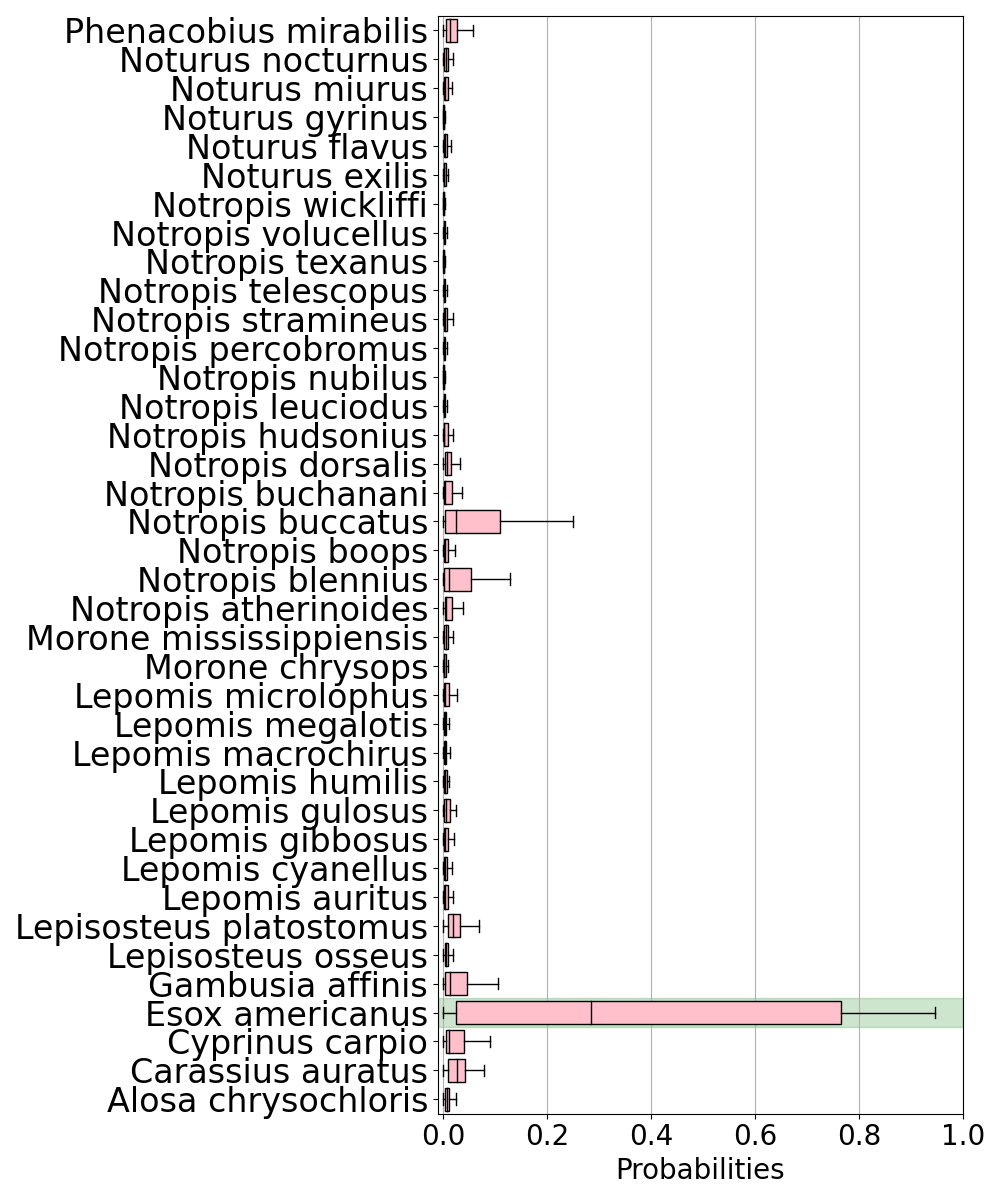 Phenacobius mirabilis
Noturus nocturnus
Noturus miurus
Noturus gyrinus
Noturus flavus
Noturus exilis
Notropis wickliffi
Notropis volucellus
Notropis texanus
Notropis telescopus
Notropis stramineus
Notropis percobromus
Notropis nubilus
Notropis leuciodus
Notropis hudsonius
Notropis dorsalis
Notropis buchanani
Notropis buccatus
Notropis boops
Notropis blennius
Notropis atherinoides
Morone mississippiensis
Morone chrysops
Lepomis microlophus
Lepomis megalotis
Lepomis macrochirus
Lepomis humilis
Lepomis gulosus
Lepomis gibbosus
Lepomis cyanellus
Lepomis auritus
Lepisosteus platostomus
Lepisosteus osseus
Gambusia affinis
Esox americanus
Cyprinus carpio
Carassius auratus
Alosa chrysochloris
0.0 0.2 0.4 0.6 0.8 1.0
Probabilities